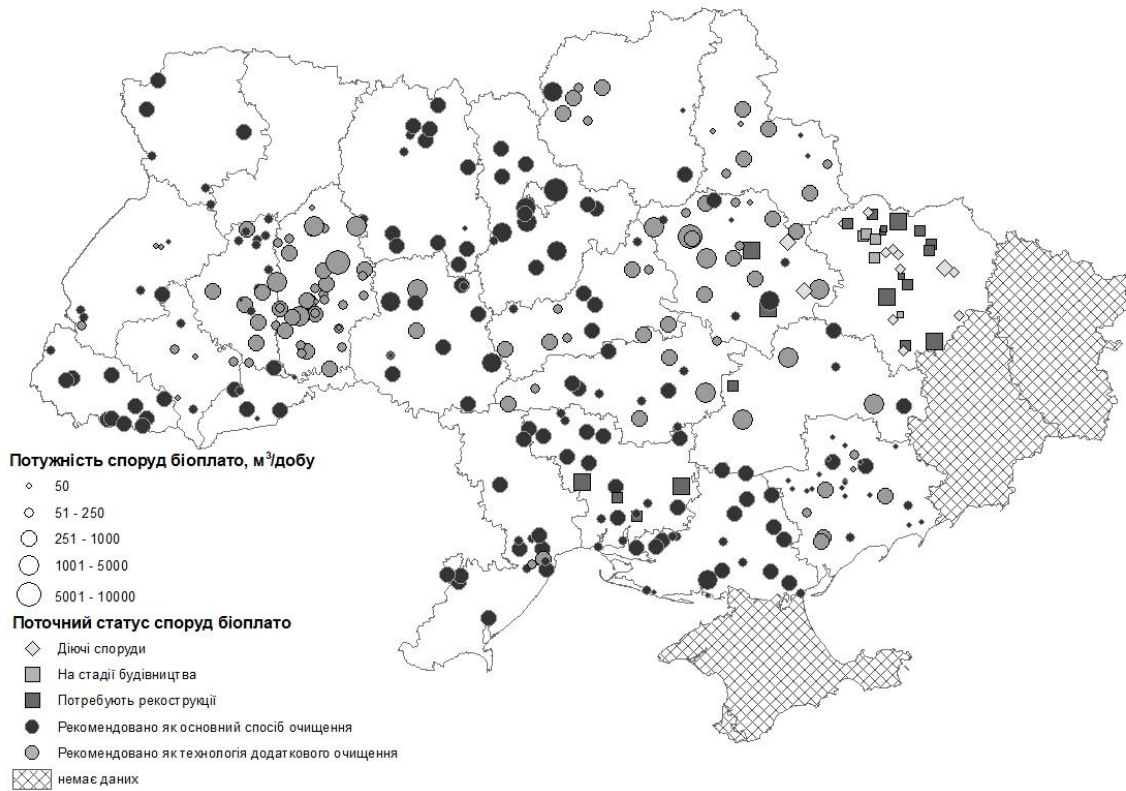 Потужність споруд біоплато, м³/добу
50
51 - 250
251 - 1000
1001 - 5000
5001 - 10000
Поточний статус споруд біоплато
Діючі споруди
На стадії будівництва
Потребують рекострукції
Рекомендовано як основний спосіб очищення
Рекомендовано як технологія додаткового очищення
немає даних